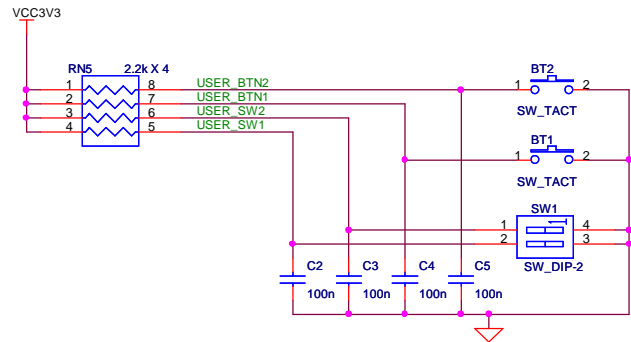 VCC3V3
RN5 2.2k X 4
1 8 USER_BTN2
2 7 USER_BTN1
3 6 USER_SW2
4 5 USER_SW1
BT2
1 2
SW_TACT
BT1
1 2
SW_TACT
SW1
1 1 4
2 3
SW_DIP-2
C2 C3 C4 C5
100n 100n 100n 100n